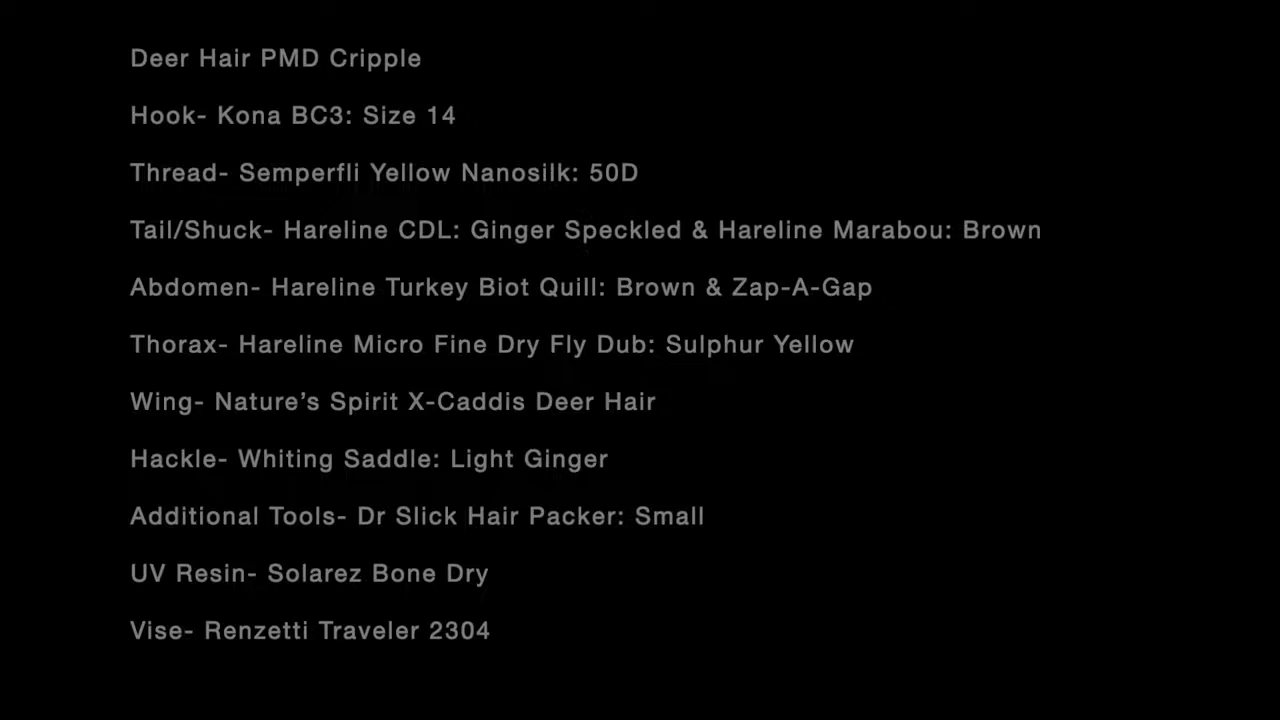 Deer Hair PMD Cripple
Hook- Kona BC3: Size 14
Thread- Semperfli Yellow Nanosilk: 50D
Tail/Shuck- Hareline CDL: Ginger Speckled & Hareline Marabou: Brown
Abdomen- Hareline Turkey Biot Quill: Brown & Zap-A-Gap
Thorax- Hareline Micro Fine Dry Fly Dub: Sulphur Yellow
Wing- Nature’s Spirit X-Caddis Deer Hair
Hackle- Whiting Saddle: Light Ginger
Additional Tools- Dr Slick Hair Packer: Small
UV Resin- Solarez Bone Dry
Vise- Renzetti Traveler 2304